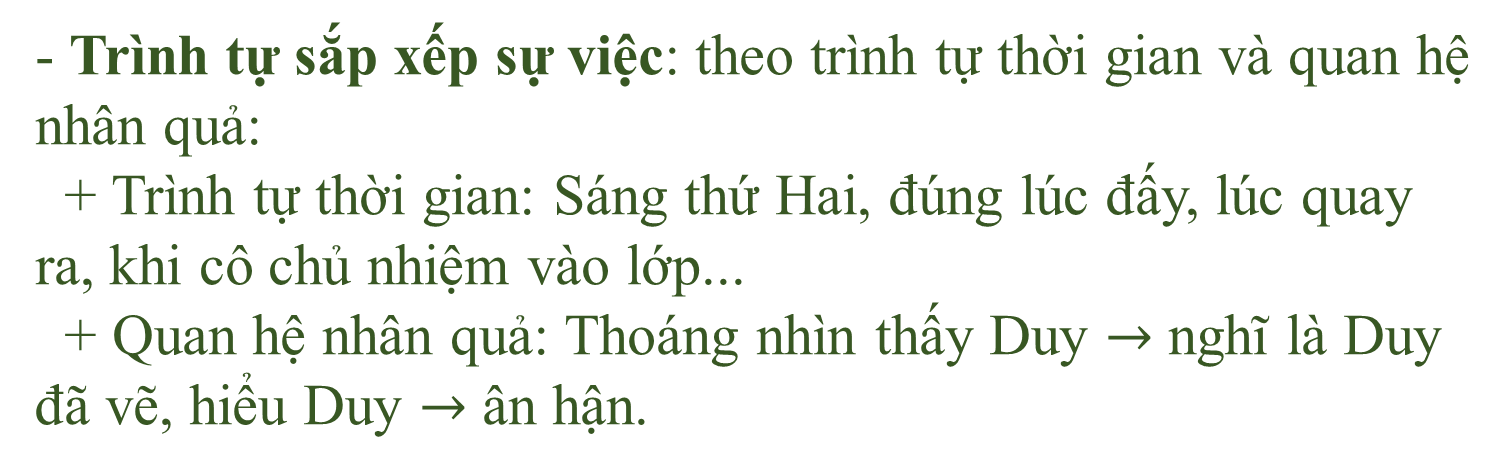 - Trình tự sắp xếp sự việc: theo trình tự thời gian và quan hệ
nhân quả:
+ Trình tự thời gian: Sáng thứ Hai, đúng lúc đấy, lúc quay
ra, khi cô chủ nhiệm vào lớp...
+ Quan hệ nhân quả: Thoáng nhìn thấy Duy → nghĩ là Duy
đã vẽ, hiểu Duy → ân hận.